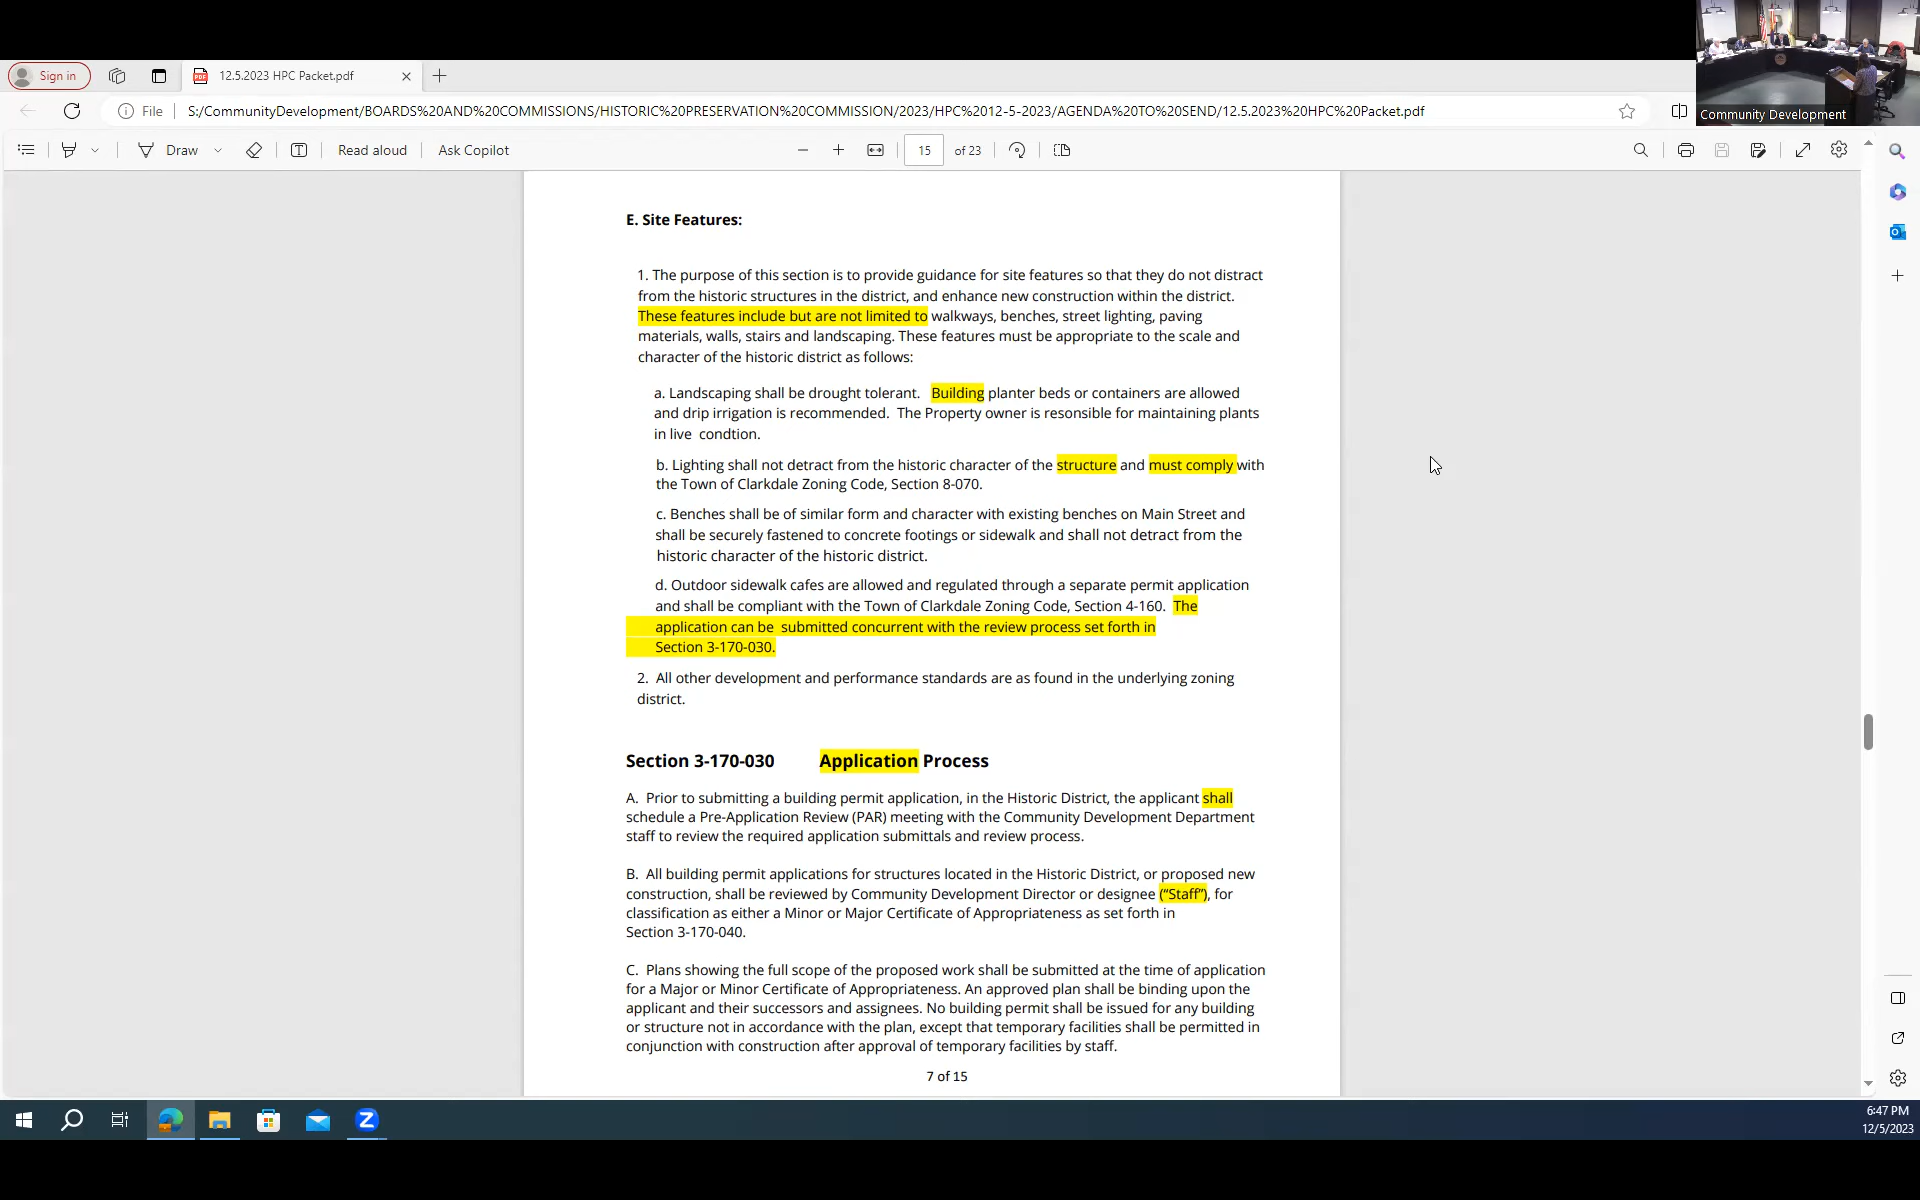 Sign in
12.5.2023 HPC Packet.pdf
File
S:/CommunityDevelopment/BOARDS%20AND%20COMMISSIONS/HISTORIC%20PRESERVATION%20COMMISSION/2023/HPC%2012-5-2023/AGENDA%20TO%20SEND/12.5.2023%20HPC%20Packet.pdf
Community Development
Draw
Read aloud
Ask Copilot
15
of 23
E. Site Features:
1. The purpose of this section is to provide guidance for site features so that they do not distract
from the historic structures in the district, and enhance new construction within the district.
These features include but are not limited to walkways, benches, street lighting, paving
materials, walls, stairs and landscaping. These features must be appropriate to the scale and
character of the historic district as follows:
a. Landscaping shall be drought tolerant. Building planter beds or containers are allowed
and drip irrigation is recommended. The Property owner is resonsible for maintaining plants
in live condtion.
b. Lighting shall not detract from the historic character of the structure and must comply with
the Town of Clarkdale Zoning Code, Section 8-070.
c. Benches shall be of similar form and character with existing benches on Main Street and
shall be securely fastened to concrete footings or sidewalk and shall not detract from the
historic character of the historic district.
d. Outdoor sidewalk cafes are allowed and regulated through a separate permit application
and shall be compliant with the Town of Clarkdale Zoning Code, Section 4-160. The
application can be submitted concurrent with the review process set forth in
Section 3-170-030.
2. All other development and performance standards are as found in the underlying zoning
district.
Section 3-170-030 Application Process
A. Prior to submitting a building permit application, in the Historic District, the applicant shall
schedule a Pre-Application Review (PAR) meeting with the Community Development Department
staff to review the required application submittals and review process.
B. All building permit applications for structures located in the Historic District, or proposed new
construction, shall be reviewed by Community Development Director or designee (“Staff”), for
classification as either a Minor or Major Certificate of Appropriateness as set forth in
Section 3-170-040.
C. Plans showing the full scope of the proposed work shall be submitted at the time of application
for a Major or Minor Certificate of Appropriateness. An approved plan shall be binding upon the
applicant and their successors and assignees. No building permit shall be issued for any building
or structure not in accordance with the plan, except that temporary facilities shall be permitted in
conjunction with construction after approval of temporary facilities by staff.
7 of 15
6:47 PM
12/5/2023